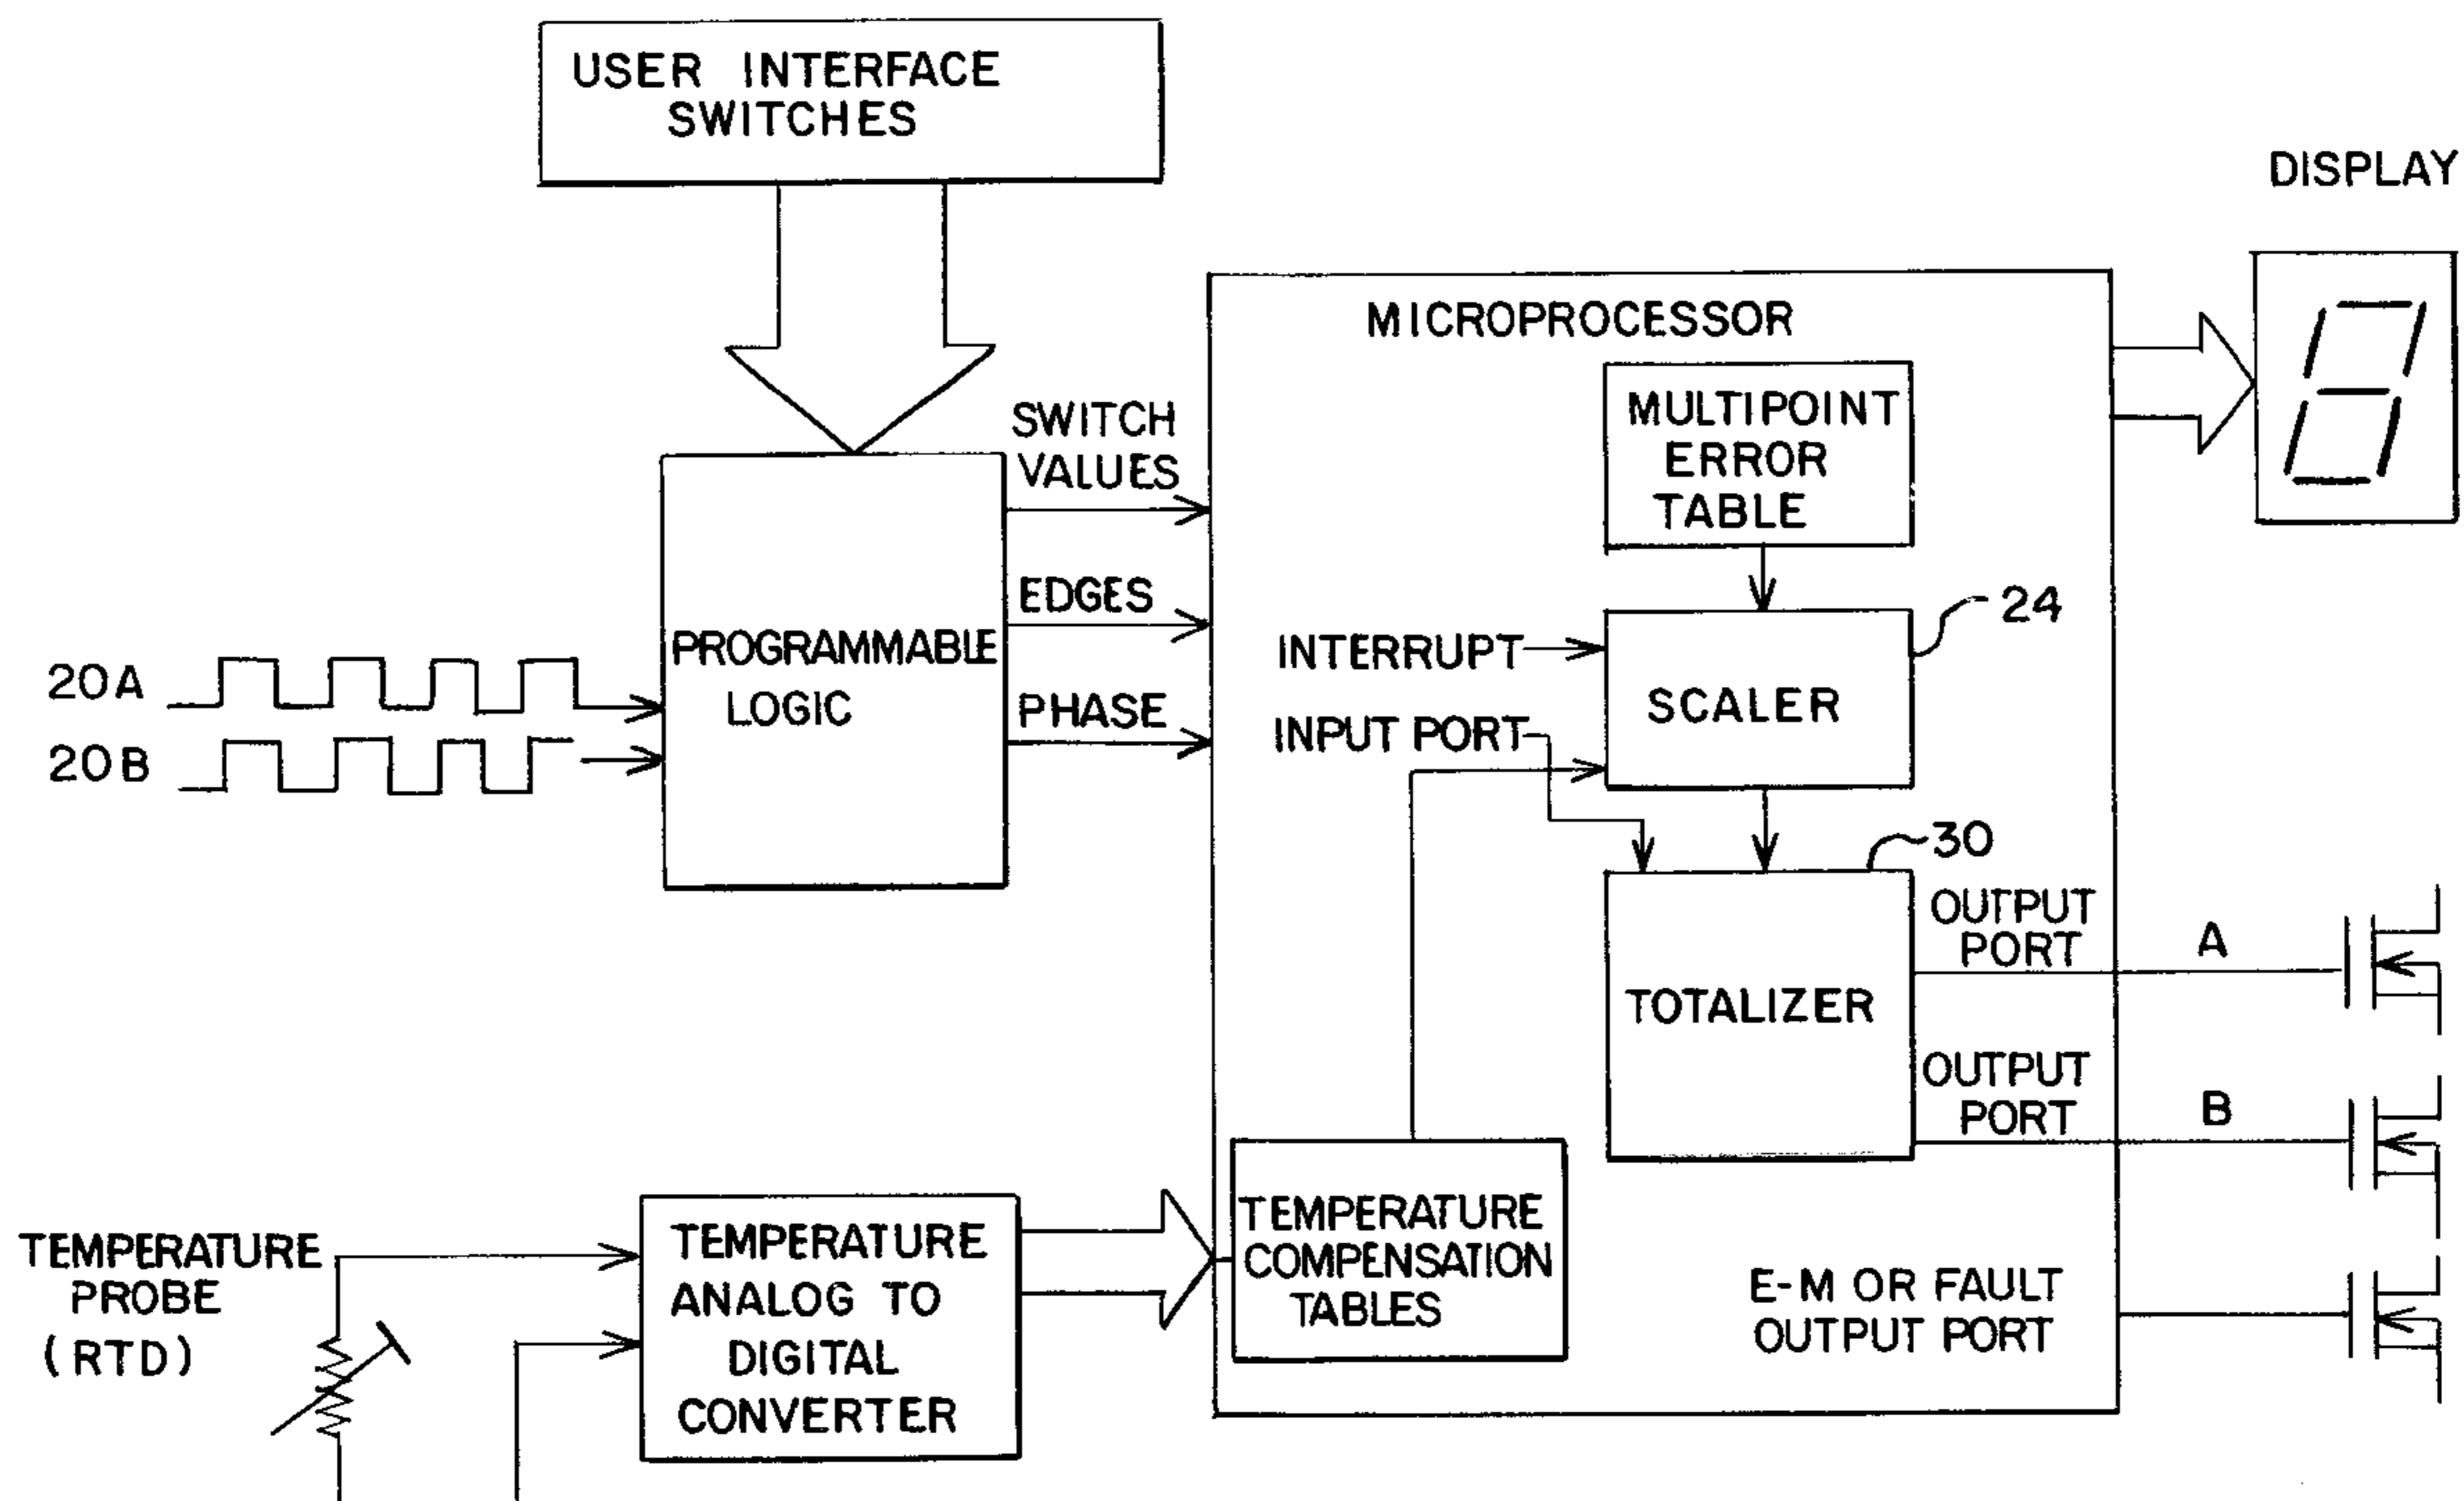 USER INTERFACE
SWITCHES
DISPLAY
MICROPROCESSOR
MULTIPOINT
ERROR
TABLE
SWITCH
VALUES
EDGES
PHASE
PROGRAMMABLE
LOGIC
20A
20B
INTERRUPT
INPUT PORT
24
SCALER
30
TOTALIZER
OUTPUT
PORT
A
OUTPUT
PORT
B
TEMPERATURE
PROBE
(RTD)
TEMPERATURE
ANALOG TO
DIGITAL
CONVERTER
TEMPERATURE
COMPENSATION
TABLES
E-M OR FAULT
OUTPUT PORT